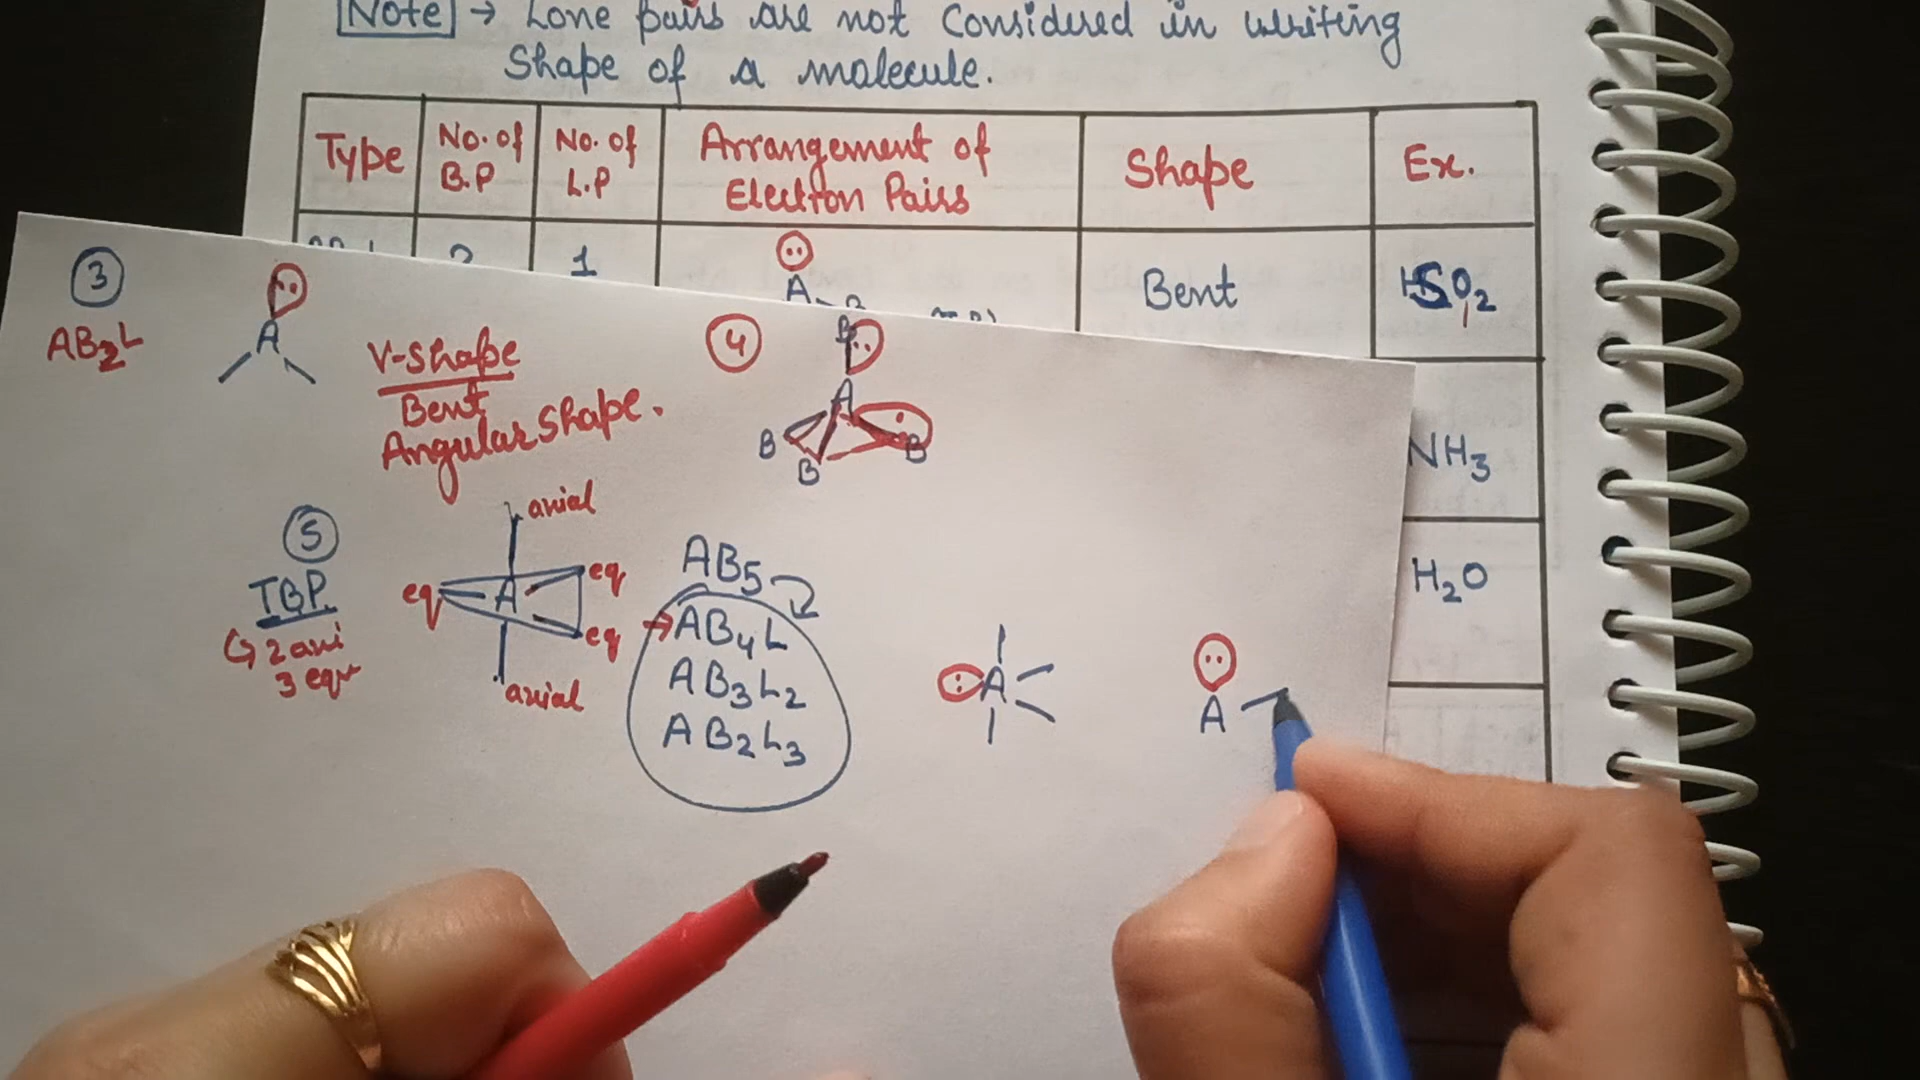 Note → Lone pairs are not Considered in writing
Shape of a molecule.
Type
No. of
B.P
No. of
L.P
Arrangement of
Electron Pairs
Shape
Ex.
1
A
Bent
SO2
NH3
H2O
3
AB2L
A
V-Shape
Bent
Angular Shape.
4
B
A
B
B
B
5
TBP
↳ 2 axi
3 eqr
axial
eq
A
eq
eq
axial
AB5
→ AB4L
AB3L2
AB2L3
A
A